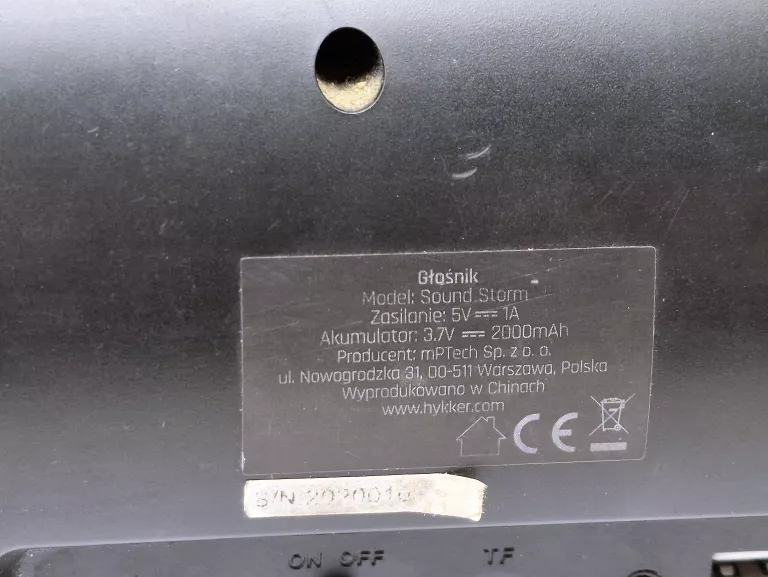 Głośnik
Model: Sound Storm
Zasilanie: 5V⎓1A
Akumulator: 3.7V ⎓ 2000mAh
Producent: mPTech Sp. z o. o.
ul. Nowogrodzka 31, 00-511 Warszawa, Polska
Wyprodukowano w Chinach
www.hykker.com
CE
S/N 2020010
ON OFF TF